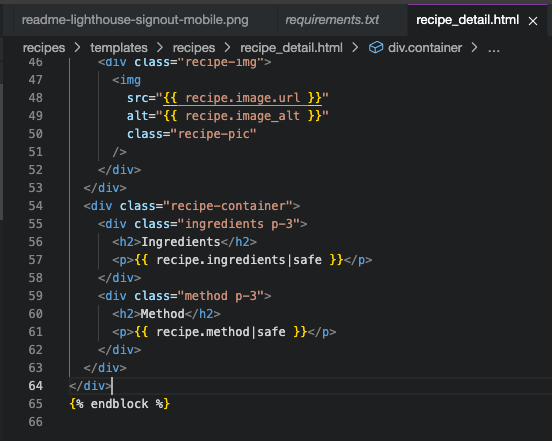 readme-lighthouse-signout-mobile.png requirements.txt recipe_detail.html ×
recipes > templates > recipes > recipe_detail.html > div.container > ...
46 <div class="recipe-img">
47 <img
48 src="{{ recipe.image.url }}"
49 alt="{{ recipe.image_alt }}"
50 class="recipe-pic"
51 />
52 </div>
53 </div>
54 <div class="recipe-container">
55 <div class="ingredients p-3">
56 <h2>Ingredients</h2>
57 <p>{{ recipe.ingredients|safe }}</p>
58 </div>
59 <div class="method p-3">
60 <h2>Method</h2>
61 <p>{{ recipe.method|safe }}</p>
62 </div>
63 </div>
64 </div>
65 {% endblock %}
66